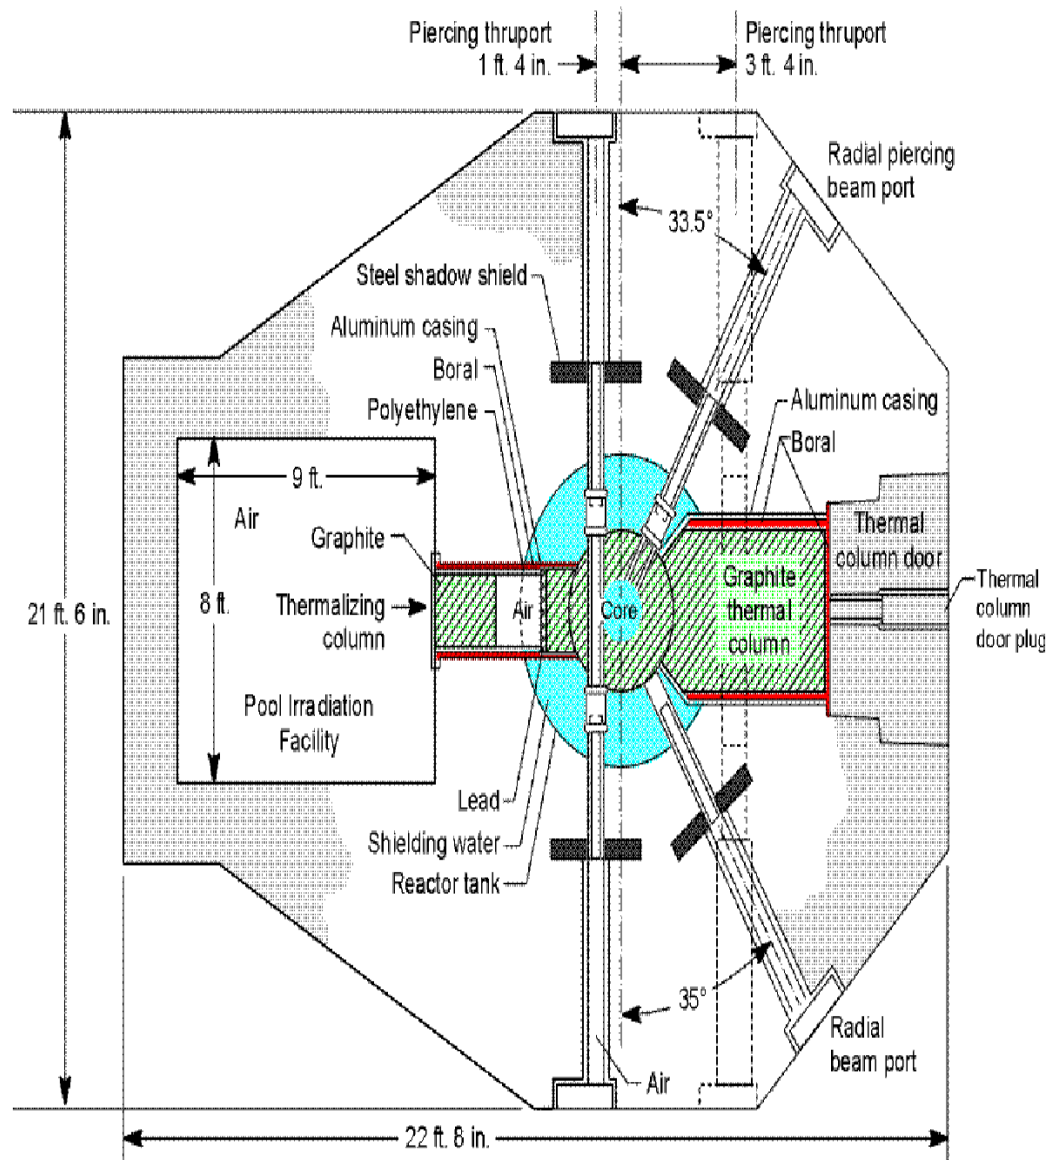 Piercing thruport
1 ft. 4 in.
Piercing thruport
3 ft. 4 in.
Radial piercing
beam port
33.5°
Steel shadow shield
Aluminum casing
Boral
Polyethylene
Aluminum casing
Boral
9 ft.
Air
Graphite
8 ft.
Thermalizing
column
Air
Core
Graphite
thermal
column
Thermal
column door
Thermal
column
door plug
21 ft. 6 in.
Pool Irradiation
Facility
Lead
Shielding water
Reactor tank
35°
Radial
beam port
Air
22 ft. 8 in.